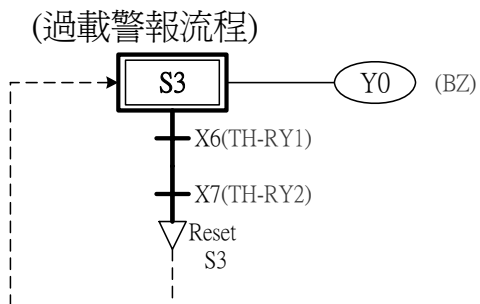 (過載警報流程)
S3 Y0 (BZ)
X6(TH-RY1)
X7(TH-RY2)
Reset
S3